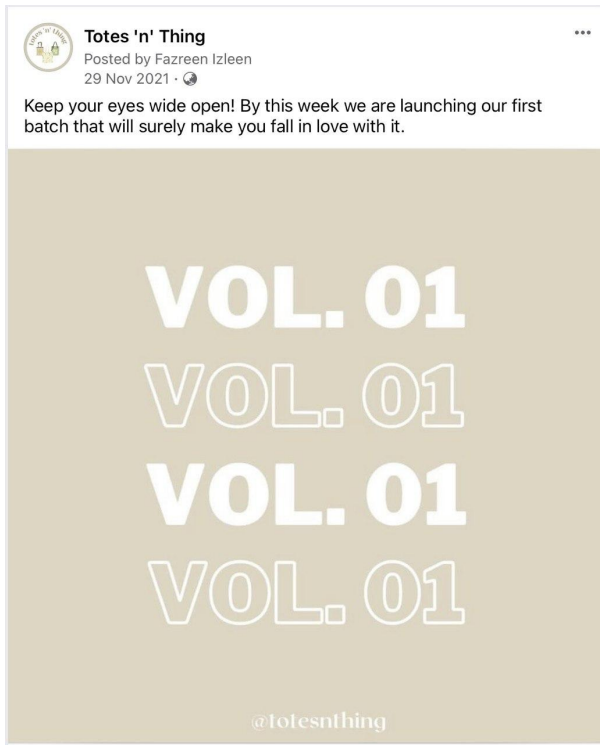 totes 'n' thing
Totes 'n' Thing
Posted by Fazreen Izleen
29 Nov 2021 ·
Keep your eyes wide open! By this week we are launching our first
batch that will surely make you fall in love with it.
VOL. 01
VOL. 01
VOL. 01
VOL. 01
@totesnthing